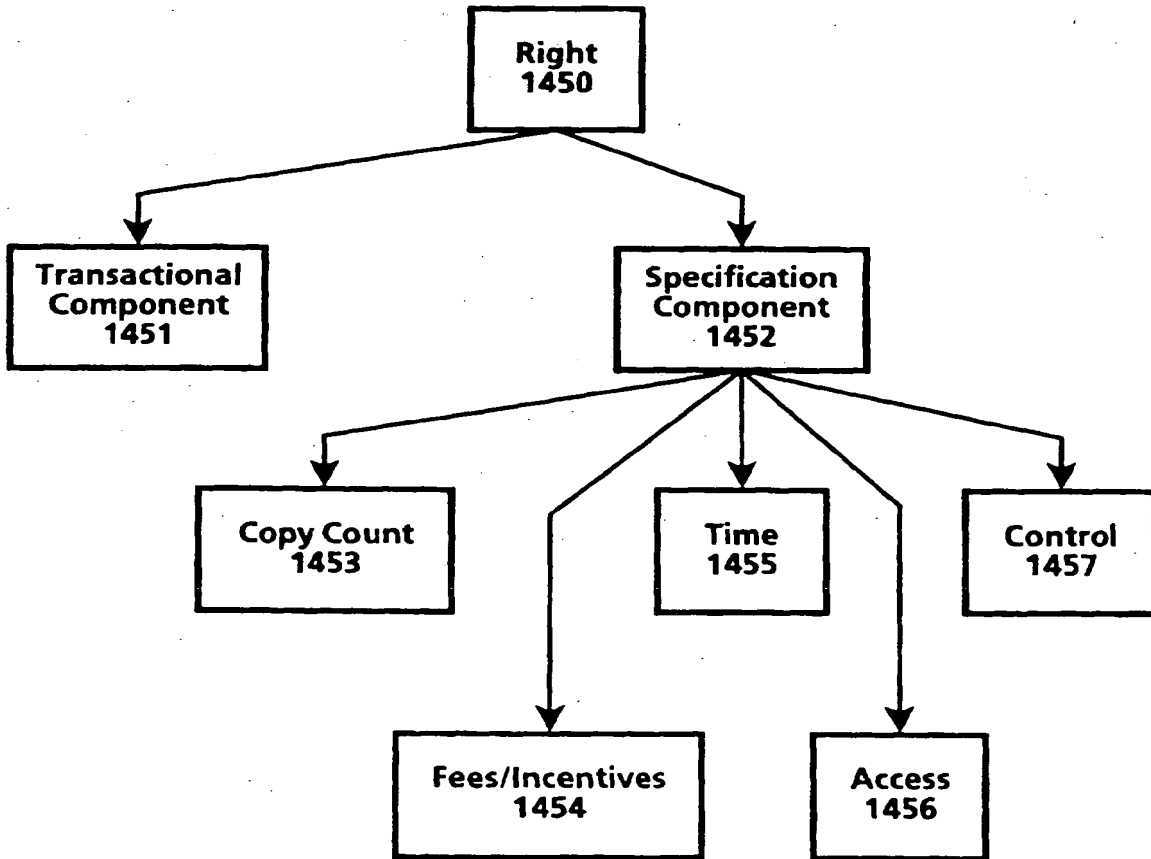 Right
1450
Transactional
Component
1451
Specification
Component
1452
Copy Count
1453
Time
1455
Control
1457
Fees/Incentives
1454
Access
1456